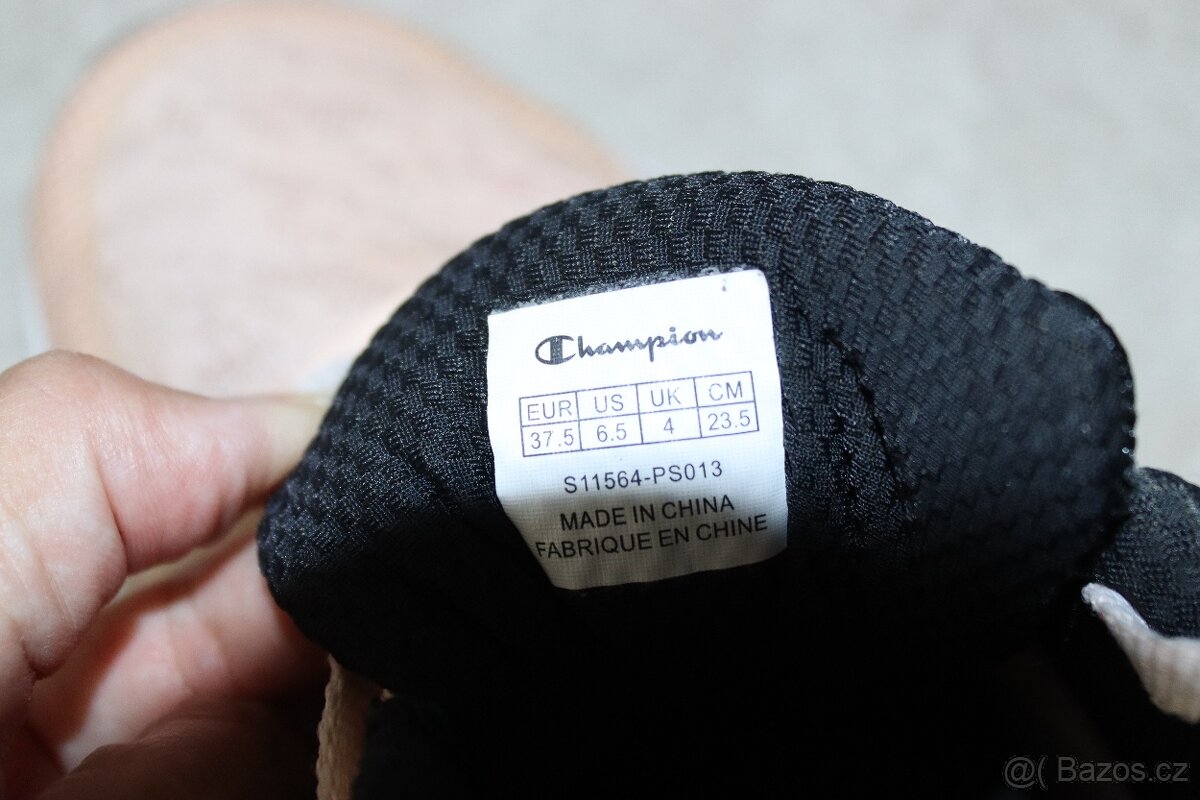 Champion
EUR US UK CM
37.5 6.5 4 23.5
S11564-PS013
MADE IN CHINA
FABRIQUE EN CHINE
@( Bazos.cz